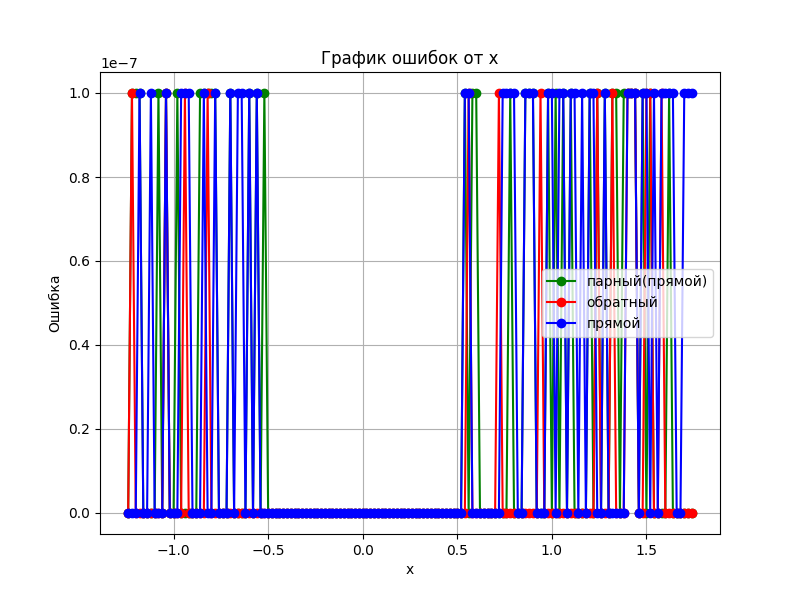 График ошибок от x
1e−7
1.0
0.8
0.6
0.4
0.2
0.0
Ошибка
парный(прямой)
обратный
прямой
−1.0 −0.5 0.0 0.5 1.0 1.5
x